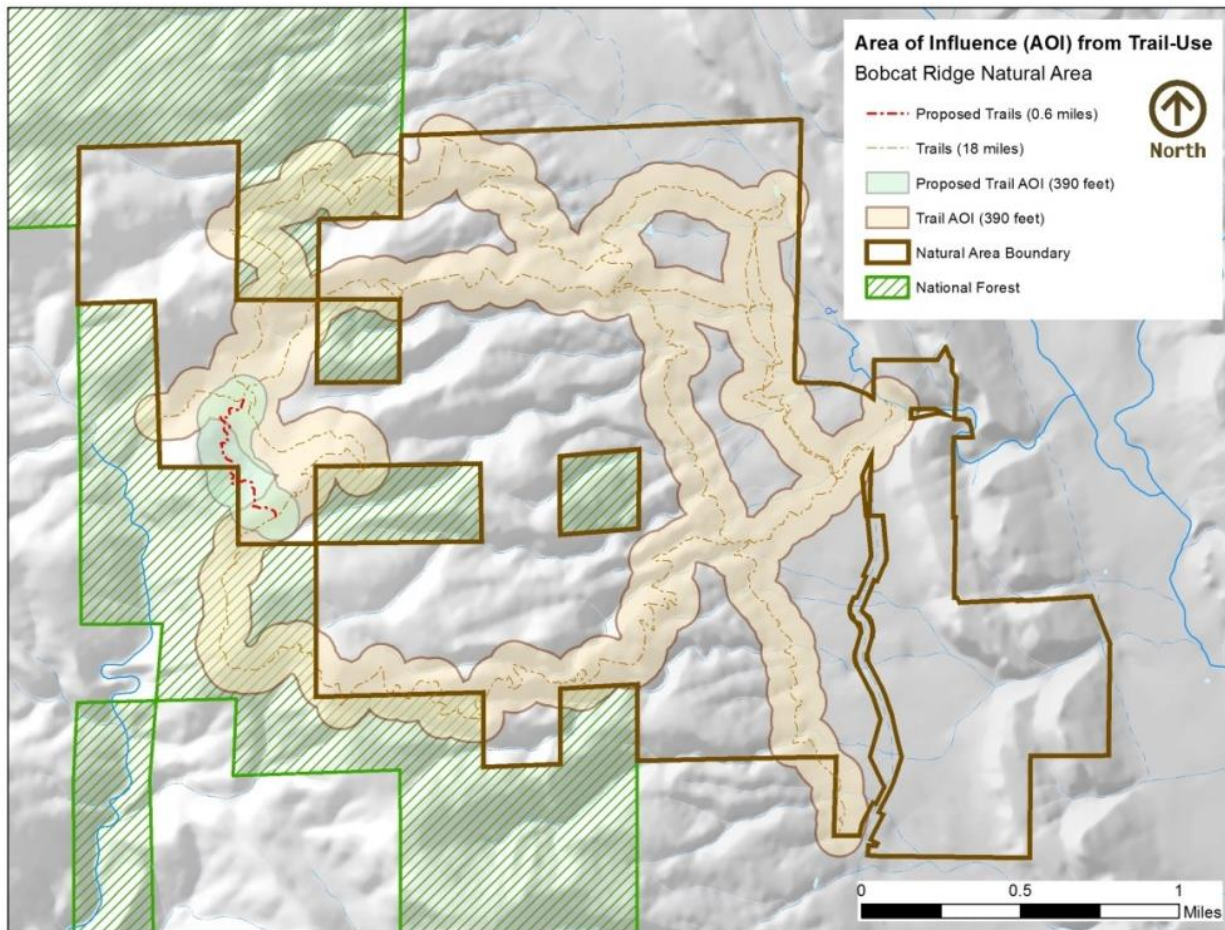 Area of Influence (AOI) from Trail-Use
Bobcat Ridge Natural Area
North
Proposed Trails (0.6 miles)
Trails (18 miles)
Proposed Trail AOI (390 feet)
Trail AOI (390 feet)
Natural Area Boundary
National Forest
0 0.5 1
Miles